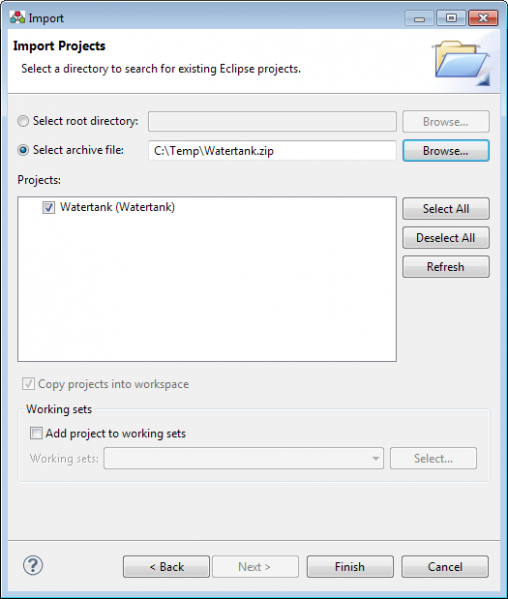 Import
Import Projects
Select a directory to search for existing Eclipse projects.
Select root directory:
Browse...
Select archive file:
C:\Temp\Watertank.zip
Browse...
Projects:
Watertank (Watertank)
Select All
Deselect All
Refresh
Copy projects into workspace
Working sets
Add project to working sets
Working sets:
Select...
?
< Back
Next >
Finish
Cancel